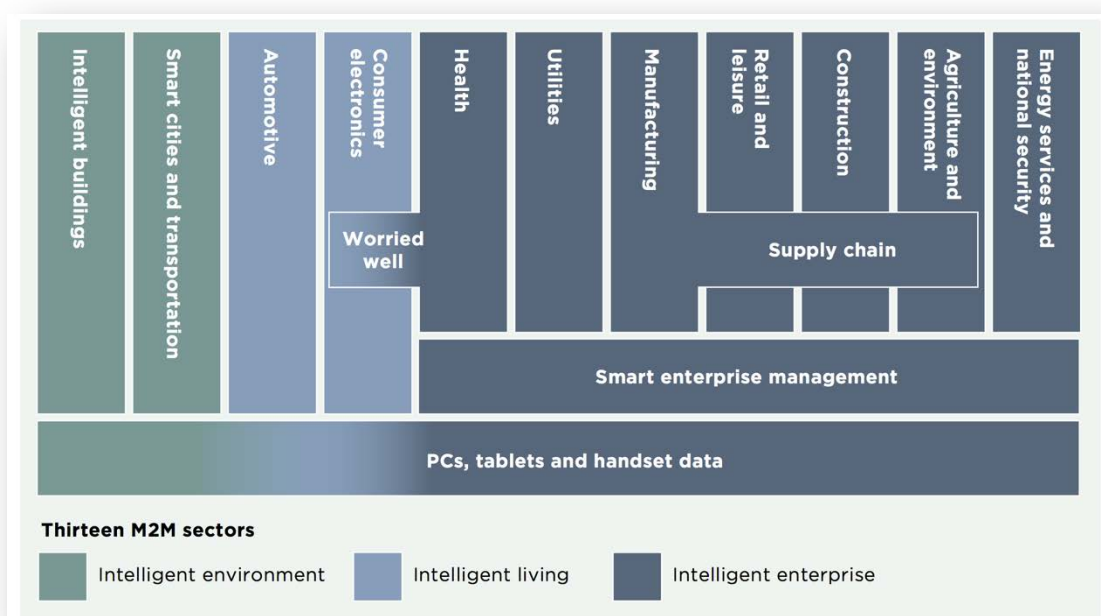 Intelligent buildings
Smart cities and transportation
Automotive
Consumer
electronics
Health
Utilities
Manufacturing
Retail and
leisure
Construction
Agriculture and
environment
Energy services and
national security
Worried
well
Supply chain
Smart enterprise management
PCs, tablets and handset data
Thirteen M2M sectors
Intelligent environment
Intelligent living
Intelligent enterprise